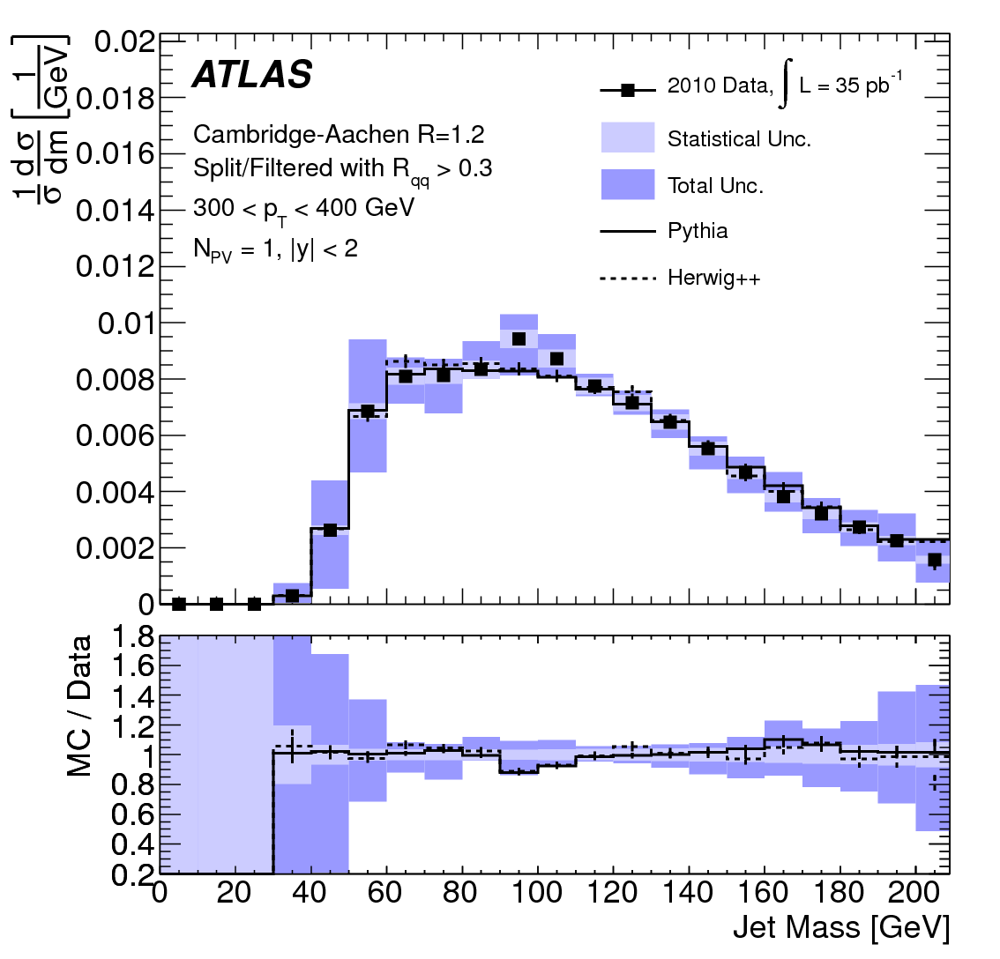 1/σ dσ/dm [1/GeV]
0.02
0.018
0.016
0.014
0.012
0.01
0.008
0.006
0.004
0.002
0
ATLAS
Cambridge-Aachen R=1.2
Split/Filtered with R_qq > 0.3
300 < p_T < 400 GeV
N_PV = 1, |y| < 2
2010 Data, ∫ L = 35 pb⁻¹
Statistical Unc.
Total Unc.
Pythia
Herwig++
MC / Data
1.8
1.6
1.4
1.2
1
0.8
0.6
0.4
0.2
0 20 40 60 80 100 120 140 160 180 200
Jet Mass [GeV]